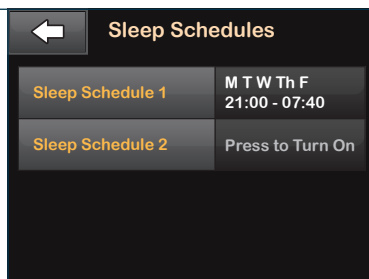 Sleep Schedules
Sleep Schedule 1
M T W Th F
21:00 - 07:40
Sleep Schedule 2
Press to Turn On